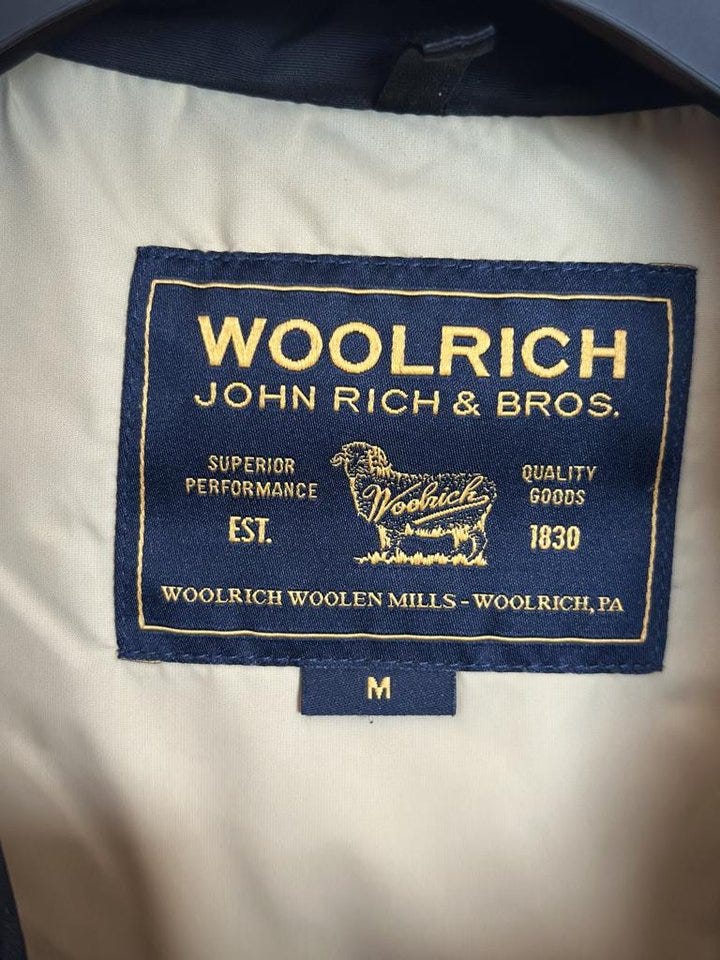 WOOLRICH
JOHN RICH & BROS.
SUPERIOR
PERFORMANCE
EST.
Woolrich
QUALITY
GOODS
1830
WOOLRICH WOOLEN MILLS - WOOLRICH, PA
M